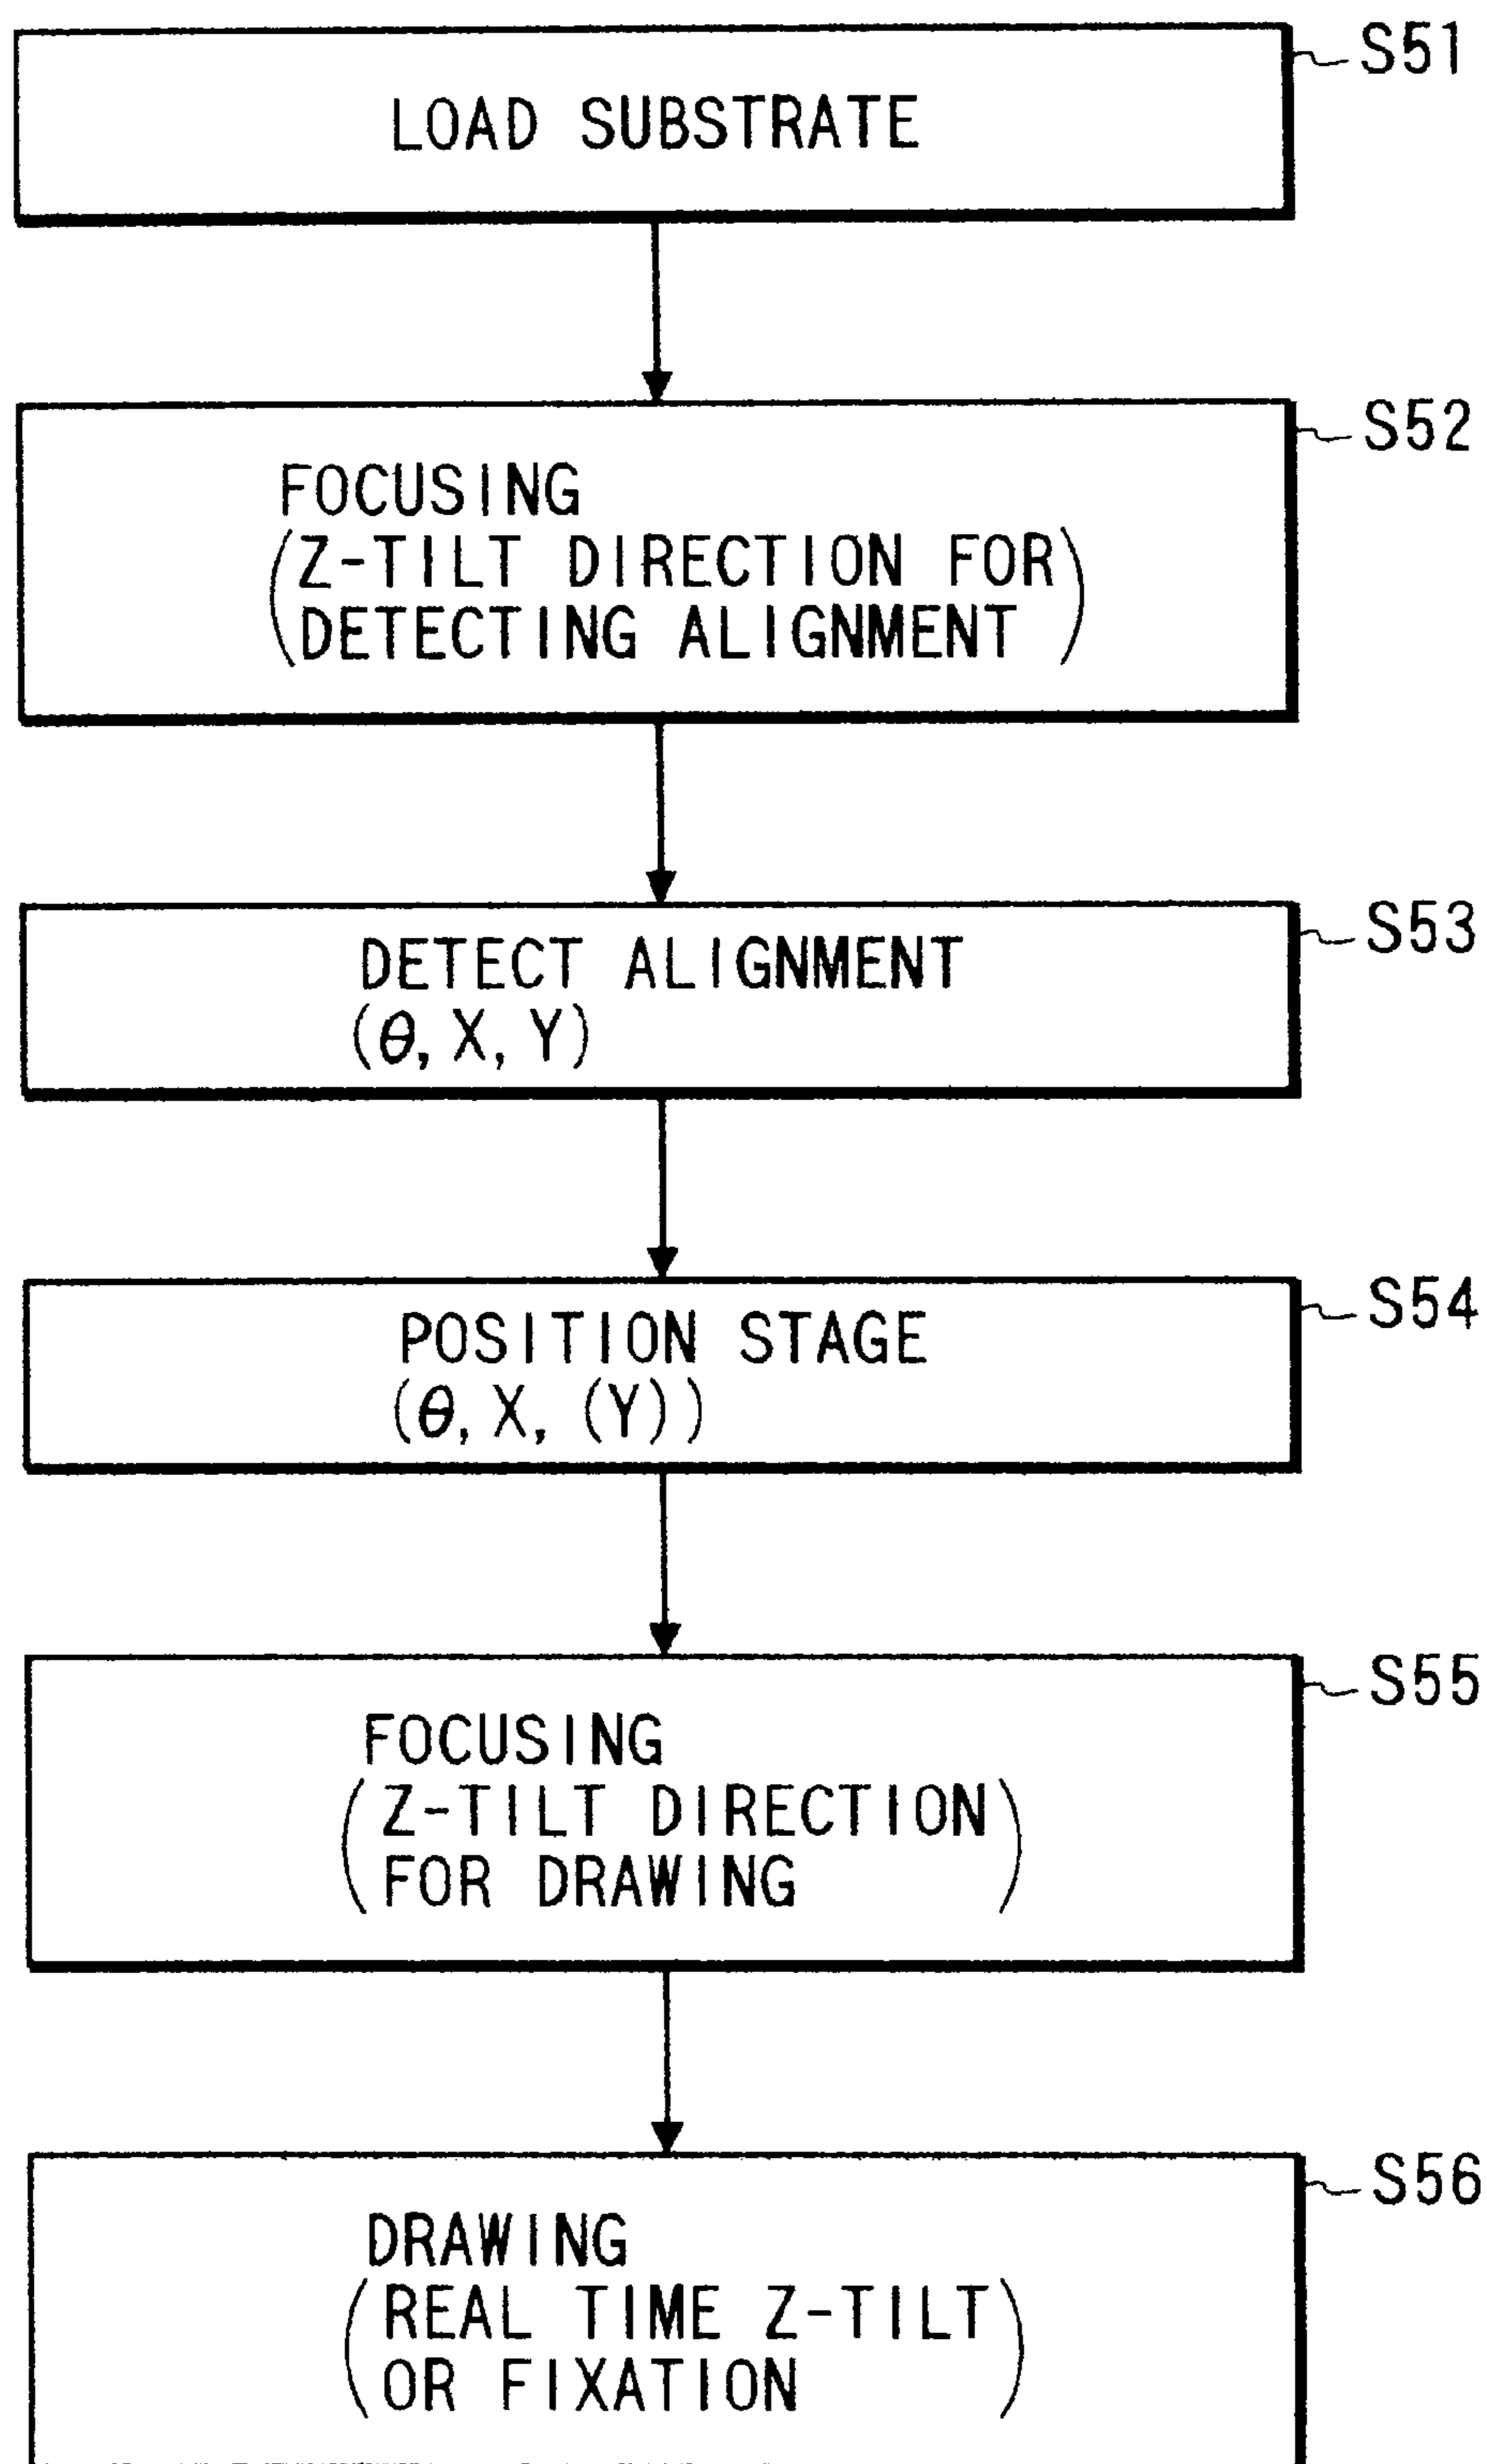 S51
LOAD SUBSTRATE
S52
FOCUSING
(Z-TILT DIRECTION FOR
DETECTING ALIGNMENT)
S53
DETECT ALIGNMENT
(θ, X, Y)
S54
POSITION STAGE
(θ, X, (Y))
S55
FOCUSING
(Z-TILT DIRECTION
FOR DRAWING)
S56
DRAWING
(REAL TIME Z-TILT
OR FIXATION)